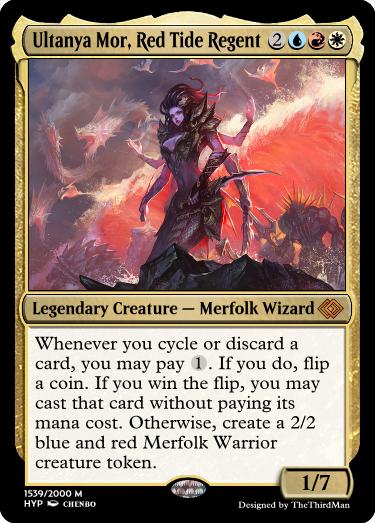 Ultanya Mor, Red Tide Regent 2
Legendary Creature — Merfolk Wizard
Whenever you cycle or discard a
card, you may pay 1. If you do, flip
a coin. If you win the flip, you may
cast that card without paying its
mana cost. Otherwise, create a 2/2
blue and red Merfolk Warrior
creature token.
1/7
1539/2000 M
HYP CHENBO
Designed by TheThirdMan